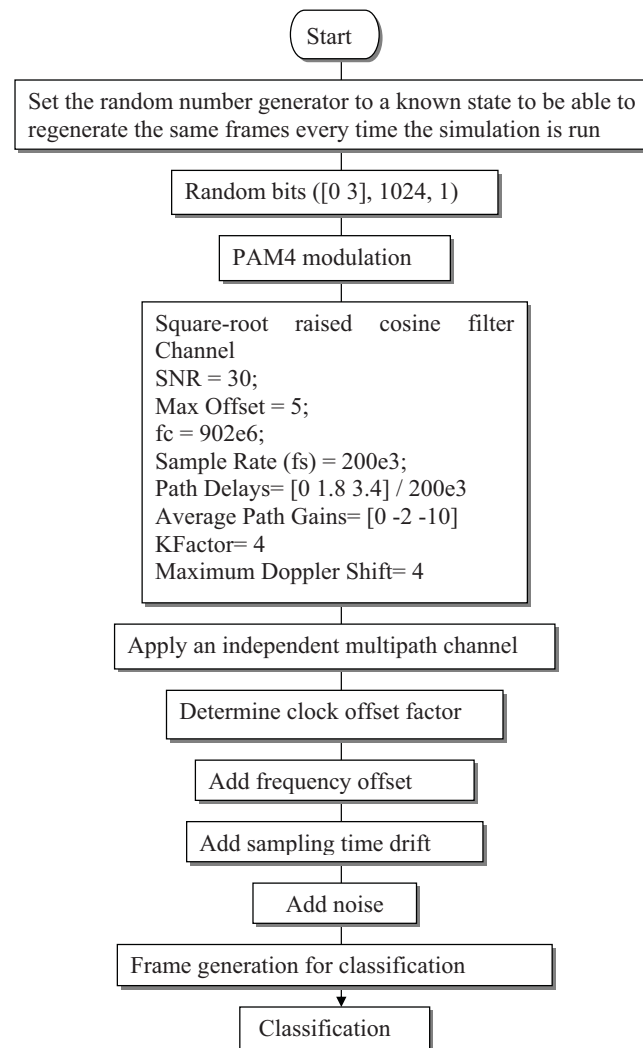 Start
Set the random number generator to a known state to be able to
regenerate the same frames every time the simulation is run
Random bits ([0 3], 1024, 1)
PAM4 modulation
Square-root raised cosine filter
Channel
SNR = 30;
Max Offset = 5;
fc = 902e6;
Sample Rate (fs) = 200e3;
Path Delays= [0 1.8 3.4] / 200e3
Average Path Gains= [0 -2 -10]
KFactor= 4
Maximum Doppler Shift= 4
Apply an independent multipath channel
Determine clock offset factor
Add frequency offset
Add sampling time drift
Add noise
Frame generation for classification
Classification